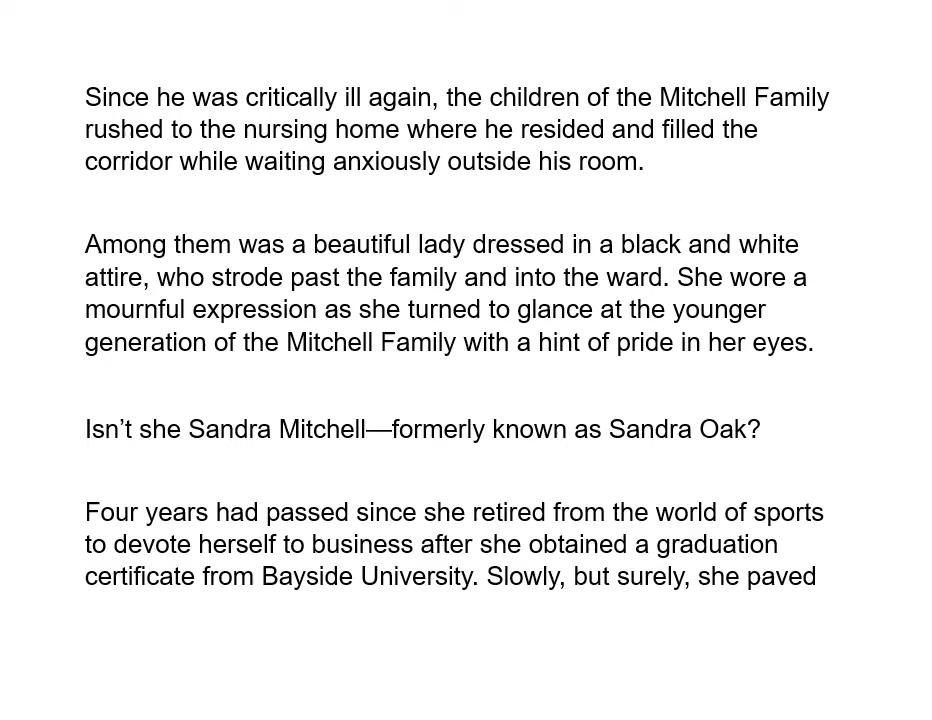 Since he was critically ill again, the children of the Mitchell Family
rushed to the nursing home where he resided and filled the
corridor while waiting anxiously outside his room.
Among them was a beautiful lady dressed in a black and white
attire, who strode past the family and into the ward. She wore a
mournful expression as she turned to glance at the younger
generation of the Mitchell Family with a hint of pride in her eyes.
Isn’t she Sandra Mitchell—formerly known as Sandra Oak?
Four years had passed since she retired from the world of sports
to devote herself to business after she obtained a graduation
certificate from Bayside University. Slowly, but surely, she paved